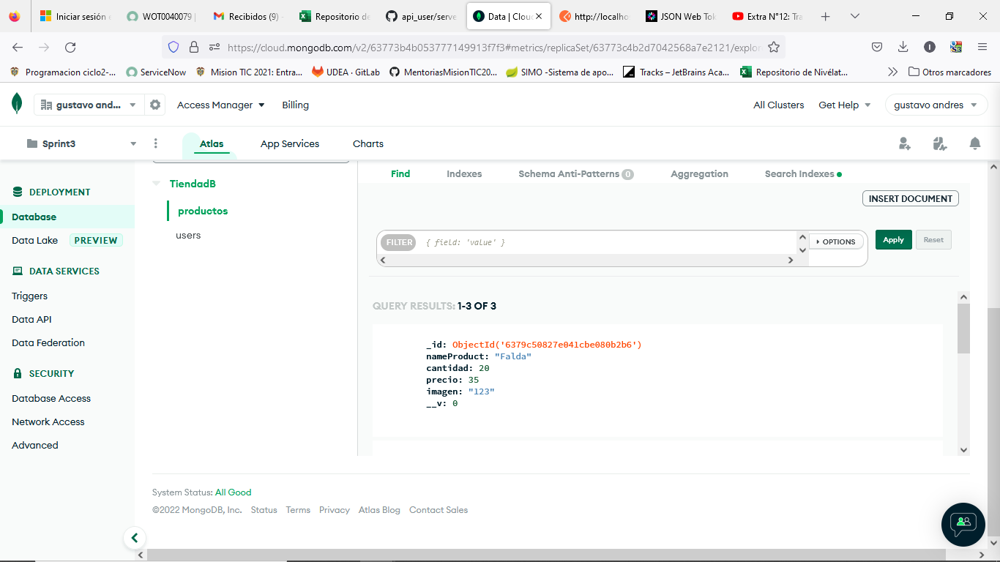 Iniciar sesión e
WOT0040079 |
Recibidos (9) -
Repositorio de
api_user/serve
Data | Cloud
http://localho
JSON Web Tok
Extra N°12: Tra
https://cloud.mongodb.com/v2/63773b4b053777149913f7f3#metrics/replicaSet/63773c4b2d7042568a7e2121/explor
Programacion ciclo2-...
ServiceNow
Mision TIC 2021: Entra...
UDEA · GitLab
MentoriasMisionTIC20...
SIMO -Sistema de apo...
Tracks – JetBrains Aca...
Repositorio de Nivélat...
Otros marcadores
gustavo and...
Access Manager
Billing
All Clusters
Get Help
gustavo andres
Sprint3
Atlas
App Services
Charts
DEPLOYMENT
Database
Data Lake
PREVIEW
DATA SERVICES
Triggers
Data API
Data Federation
SECURITY
Database Access
Network Access
Advanced
TiendadB
productos
users
Find
Indexes
Schema Anti-Patterns 0
Aggregation
Search Indexes
INSERT DOCUMENT
FILTER
{ field: 'value' }
OPTIONS
Apply
Reset
QUERY RESULTS: 1-3 OF 3
_id: ObjectId('6379c50827e041cbe080b2b6')
nameProduct: "Falda"
cantidad: 20
precio: 35
imagen: "123"
__v: 0
System Status: All Good
©2022 MongoDB, Inc.
Status
Terms
Privacy
Atlas Blog
Contact Sales